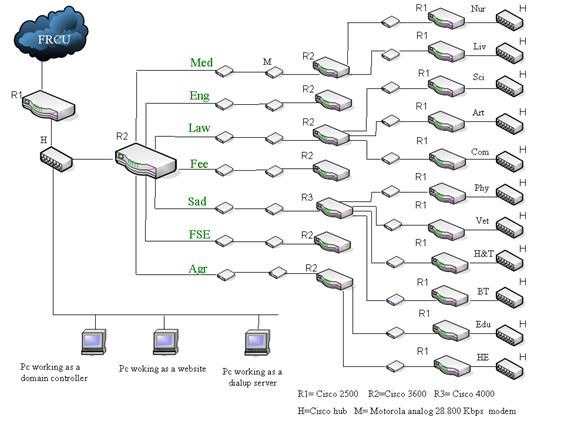 FRCU
R1
H
R2
Med
M
R2
Eng
R2
Law
R2
Fee
R2
Sad
R3
FSE
R2
Agr
R2
R1 Nur H
R1 Liv H
R1 Sci H
R1 Art H
R1 Com H
R1 Phy H
R1 Vet H
R1 H&T H
R1 BT H
R1 Edu H
R1 HE H
Pc working as a
domain controller
Pc woking as a website
Pc working as a
dialup server
R1= Cisco 2500 R2=Cisco 3600 R3= Cisco 4000
H=Cisco hub M= Motorola analog 28.800 Kbps modem